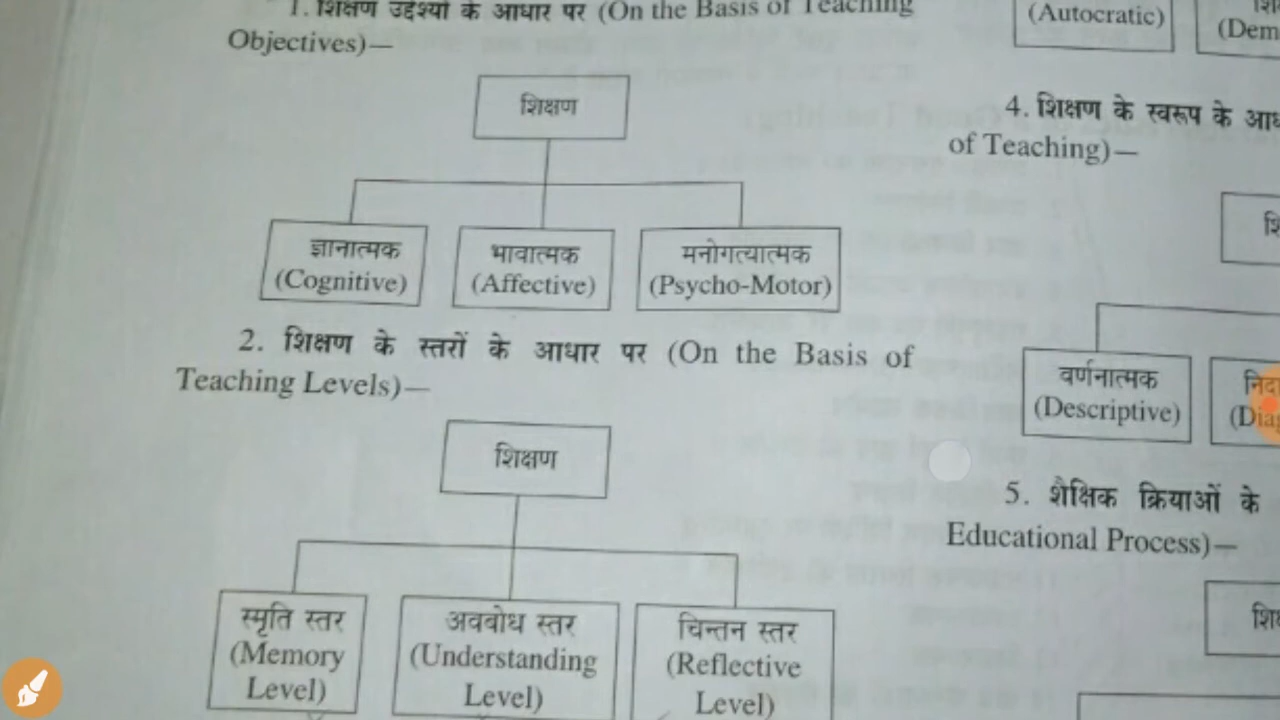 1. शिक्षण उद्देश्यों के आधार पर (On the Basis of Teaching
Objectives)—
शिक्षण
ज्ञानात्मक
(Cognitive)
भावात्मक
(Affective)
मनोगत्यात्मक
(Psycho-Motor)
2. शिक्षण के स्तरों के आधार पर (On the Basis of
Teaching Levels)—
शिक्षण
स्मृति स्तर
(Memory
Level)
अवबोध स्तर
(Understanding
Level)
चिन्तन स्तर
(Reflective
Level)
(Autocratic)
4. शिक्षण के स्वरूप के
of Teaching)—
वर्णनात्मक
(Descriptive)
5. शैक्षिक क्रियाओं के
Educational Process)—